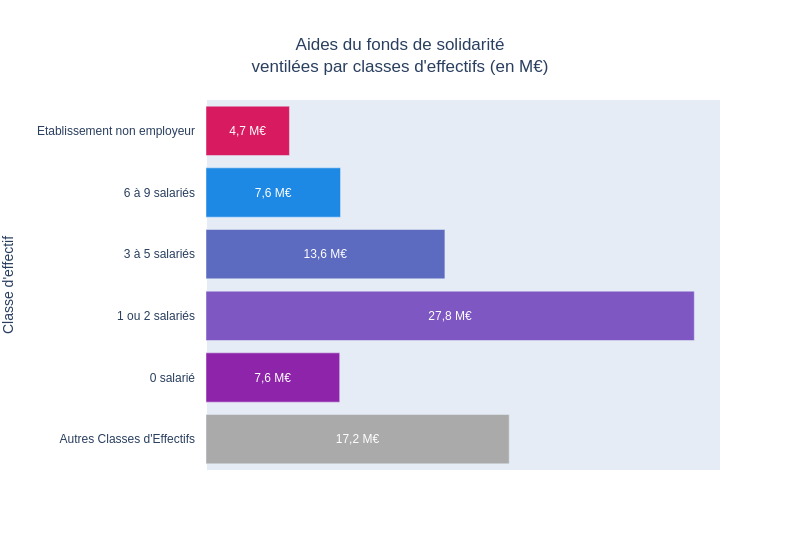 Aides du fonds de solidarité
ventilées par classes d'effectifs (en M€)
Classe d'effectif
Etablissement non employeur
4,7 M€
6 à 9 salariés
7,6 M€
3 à 5 salariés
13,6 M€
1 ou 2 salariés
27,8 M€
0 salarié
7,6 M€
Autres Classes d'Effectifs
17,2 M€